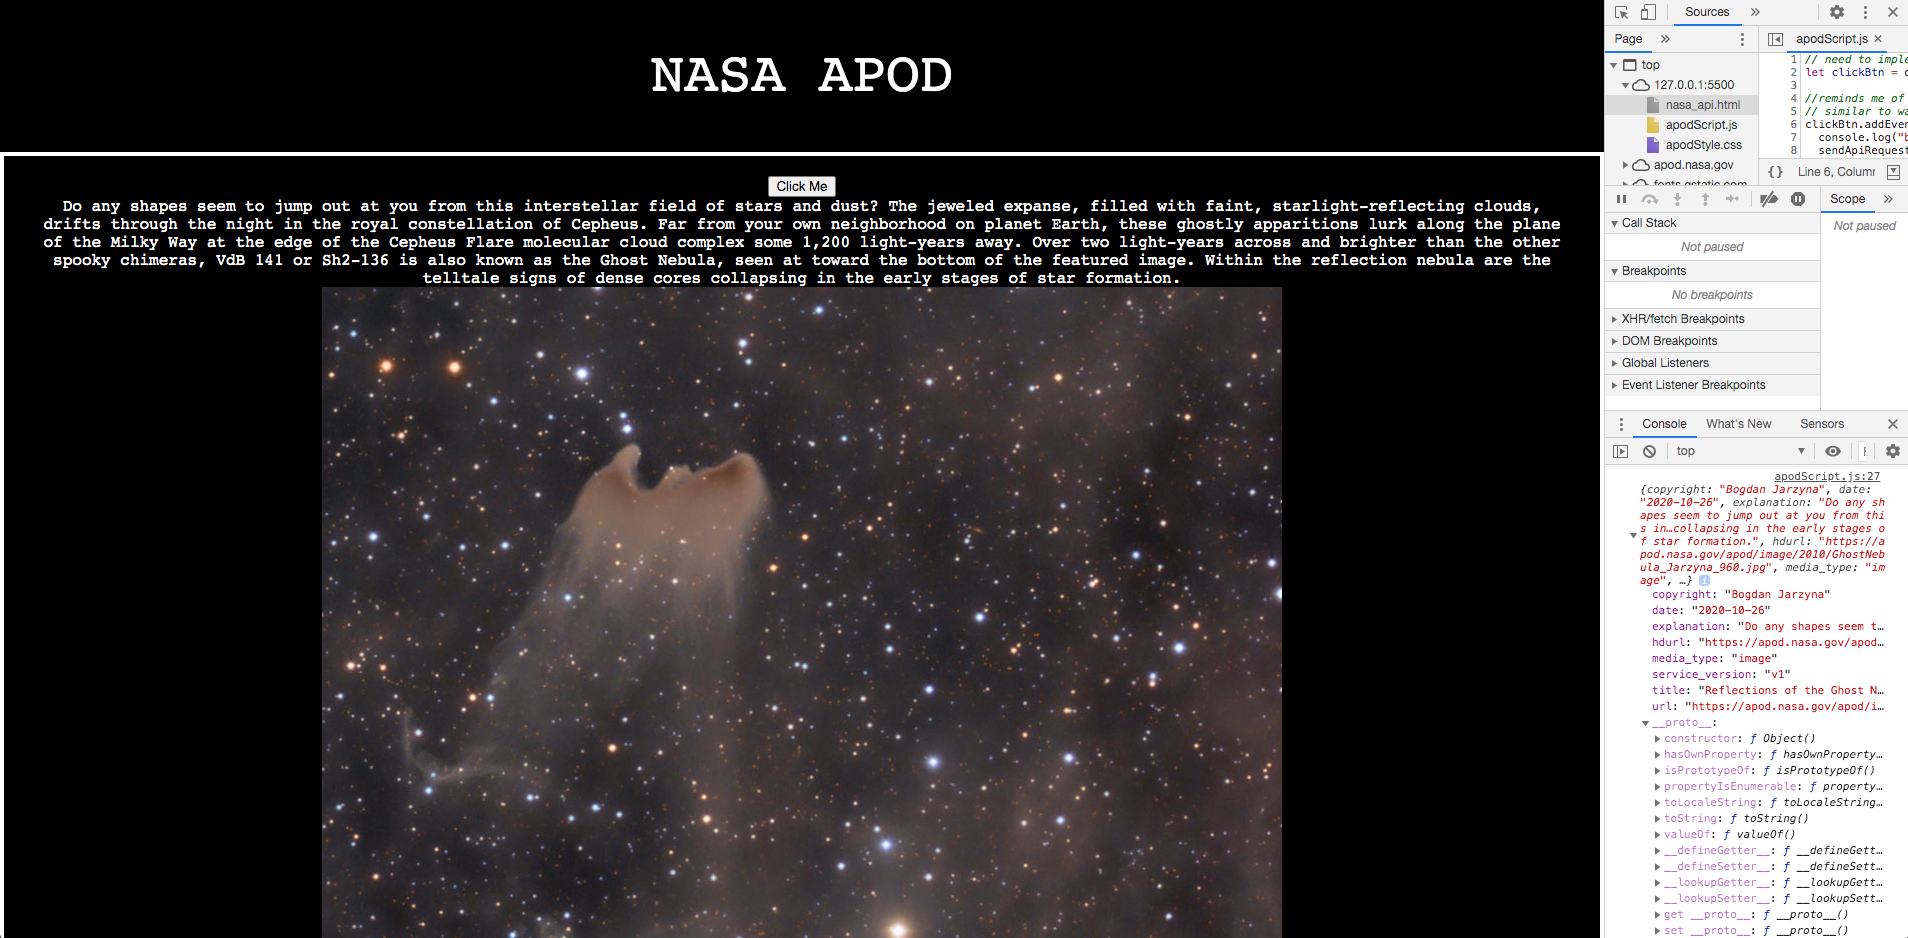 NASA APOD
Click Me
Do any shapes seem to jump out at you from this interstellar field of stars and dust? The jeweled expanse, filled with faint, starlight-reflecting clouds,
drifts through the night in the royal constellation of Cepheus. Far from your own neighborhood on planet Earth, these ghostly apparitions lurk along the plane
of the Milky Way at the edge of the Cepheus Flare molecular cloud complex some 1,200 light-years away. Over two light-years across and brighter than the other
spooky chimeras, VdB 141 or Sh2-136 is also known as the Ghost Nebula, seen at toward the bottom of the featured image. Within the reflection nebula are the
telltale signs of dense cores collapsing in the early stages of star formation.
Sources
Page
top
127.0.0.1:5500
nasa_api.html
apodScript.js
apodStyle.css
apod.nasa.gov
fonts.gstatic.com
apodScript.js
1 // need to imple
2 let clickBtn = d
3
4 //reminds me of
5 // similar to wa
6 clickBtn.addEven
7 console.log("b
8 sendApiRequest
{} Line 6, Column
Call Stack
Not paused
Breakpoints
No breakpoints
XHR/fetch Breakpoints
DOM Breakpoints
Global Listeners
Event Listener Breakpoints
Scope
Not paused
Console What's New Sensors
top
apodScript.js:27
{copyright: "Bogdan Jarzyna", date:
"2020-10-26", explanation: "Do any sh
apes seem to jump out at you from thi
s in…collapsing in the early stages o
f star formation.", hdurl: "https://a
pod.nasa.gov/apod/image/2010/GhostNeb
ula_Jarzyna_960.jpg", media_type: "im
age", …}
copyright: "Bogdan Jarzyna"
date: "2020-10-26"
explanation: "Do any shapes seem t…
hdurl: "https://apod.nasa.gov/apod…
media_type: "image"
service_version: "v1"
title: "Reflections of the Ghost N…
url: "https://apod.nasa.gov/apod/i…
__proto__:
constructor: ƒ Object()
hasOwnProperty: ƒ hasOwnProperty…
isPrototypeOf: ƒ isPrototypeOf()
propertyIsEnumerable: ƒ property…
toLocaleString: ƒ toLocaleString…
toString: ƒ toString()
valueOf: ƒ valueOf()
__defineGetter__: ƒ __defineGett…
__defineSetter__: ƒ __defineSett…
__lookupGetter__: ƒ __lookupGett…
__lookupSetter__: ƒ __lookupSett…
get __proto__: ƒ __proto__()
set __proto__: ƒ __proto__()